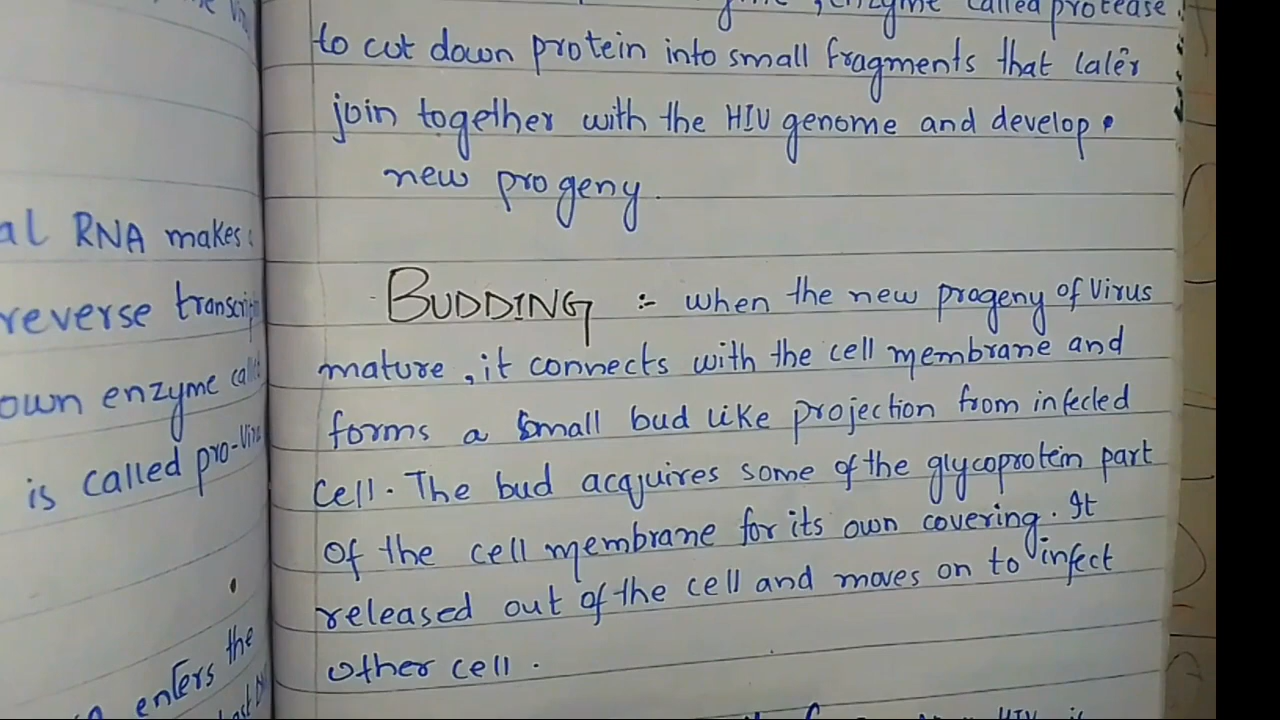 al RNA makes
reverse
own enzyme
is called pro-
enters the
enzyme called protease
to cut down protein into small fragments that later
join together with the HIV genome and develop
new progeny.
BUDDING :- when the new progeny of Virus
mature, it connects with the cell membrane and
forms a small bud like projection from infected
cell. The bud acquires some of the glycoprotein part
of the cell membrane for its own covering. It
released out of the cell and moves on to infect
other cell.